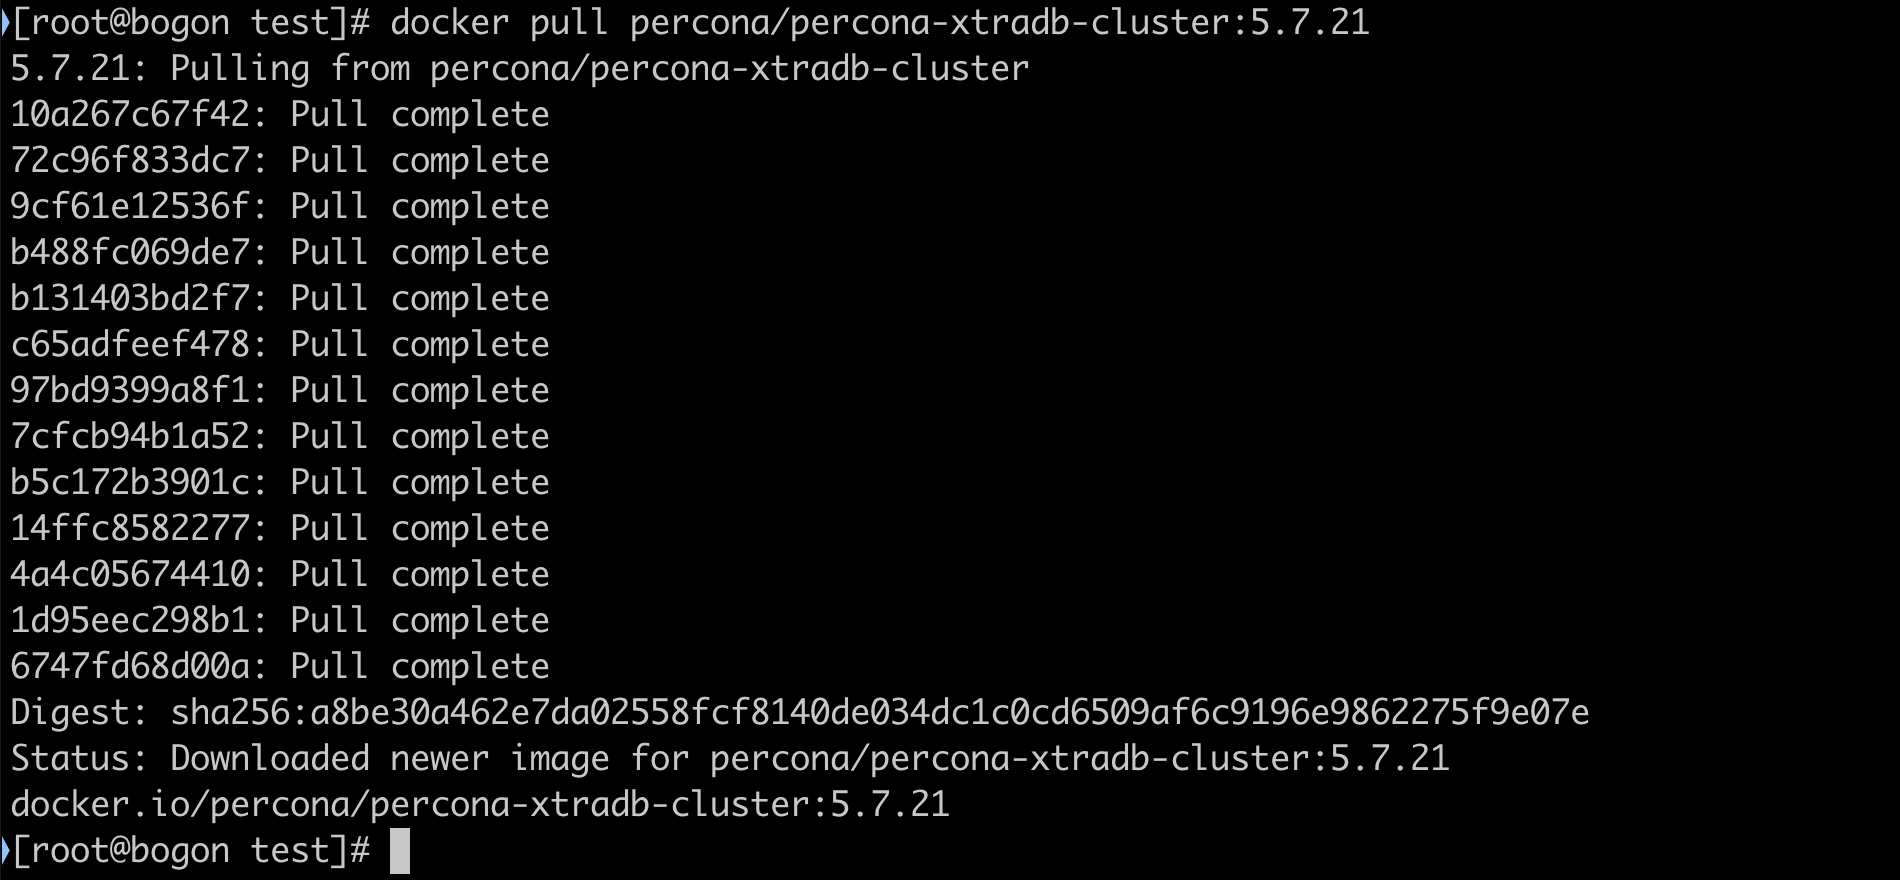 [root@bogon test]# docker pull percona/percona-xtradb-cluster:5.7.21
5.7.21: Pulling from percona/percona-xtradb-cluster
10a267c67f42: Pull complete
72c96f833dc7: Pull complete
9cf61e12536f: Pull complete
b488fc069de7: Pull complete
b131403bd2f7: Pull complete
c65adfeef478: Pull complete
97bd9399a8f1: Pull complete
7cfcb94b1a52: Pull complete
b5c172b3901c: Pull complete
14ffc8582277: Pull complete
4a4c05674410: Pull complete
1d95eec298b1: Pull complete
6747fd68d00a: Pull complete
Digest: sha256:a8be30a462e7da02558fcf8140de034dc1c0cd6509af6c9196e9862275f9e07e
Status: Downloaded newer image for percona/percona-xtradb-cluster:5.7.21
docker.io/percona/percona-xtradb-cluster:5.7.21
[root@bogon test]#